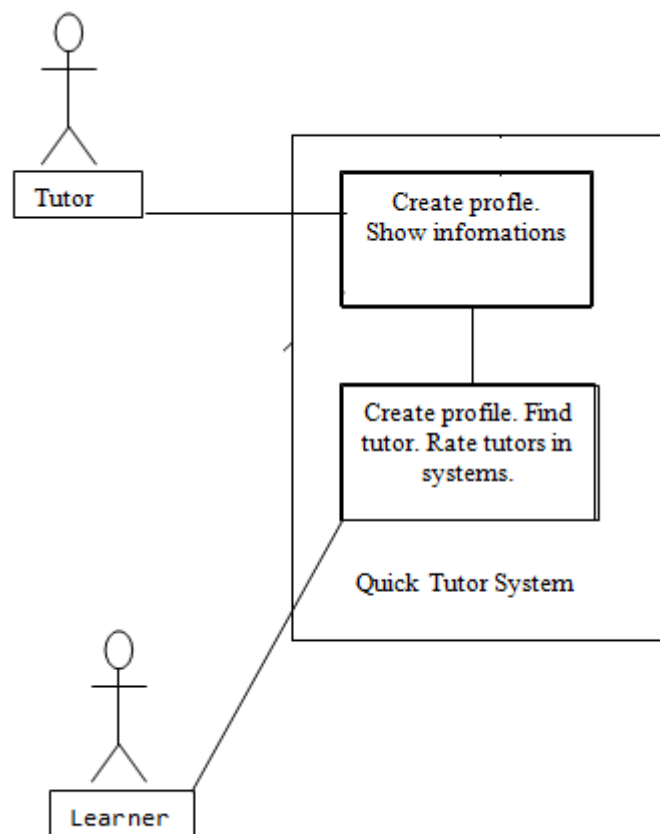 Tutor
Create profle.
Show infomations
Create profile. Find
tutor. Rate tutors in
systems.
Quick Tutor System
Learner